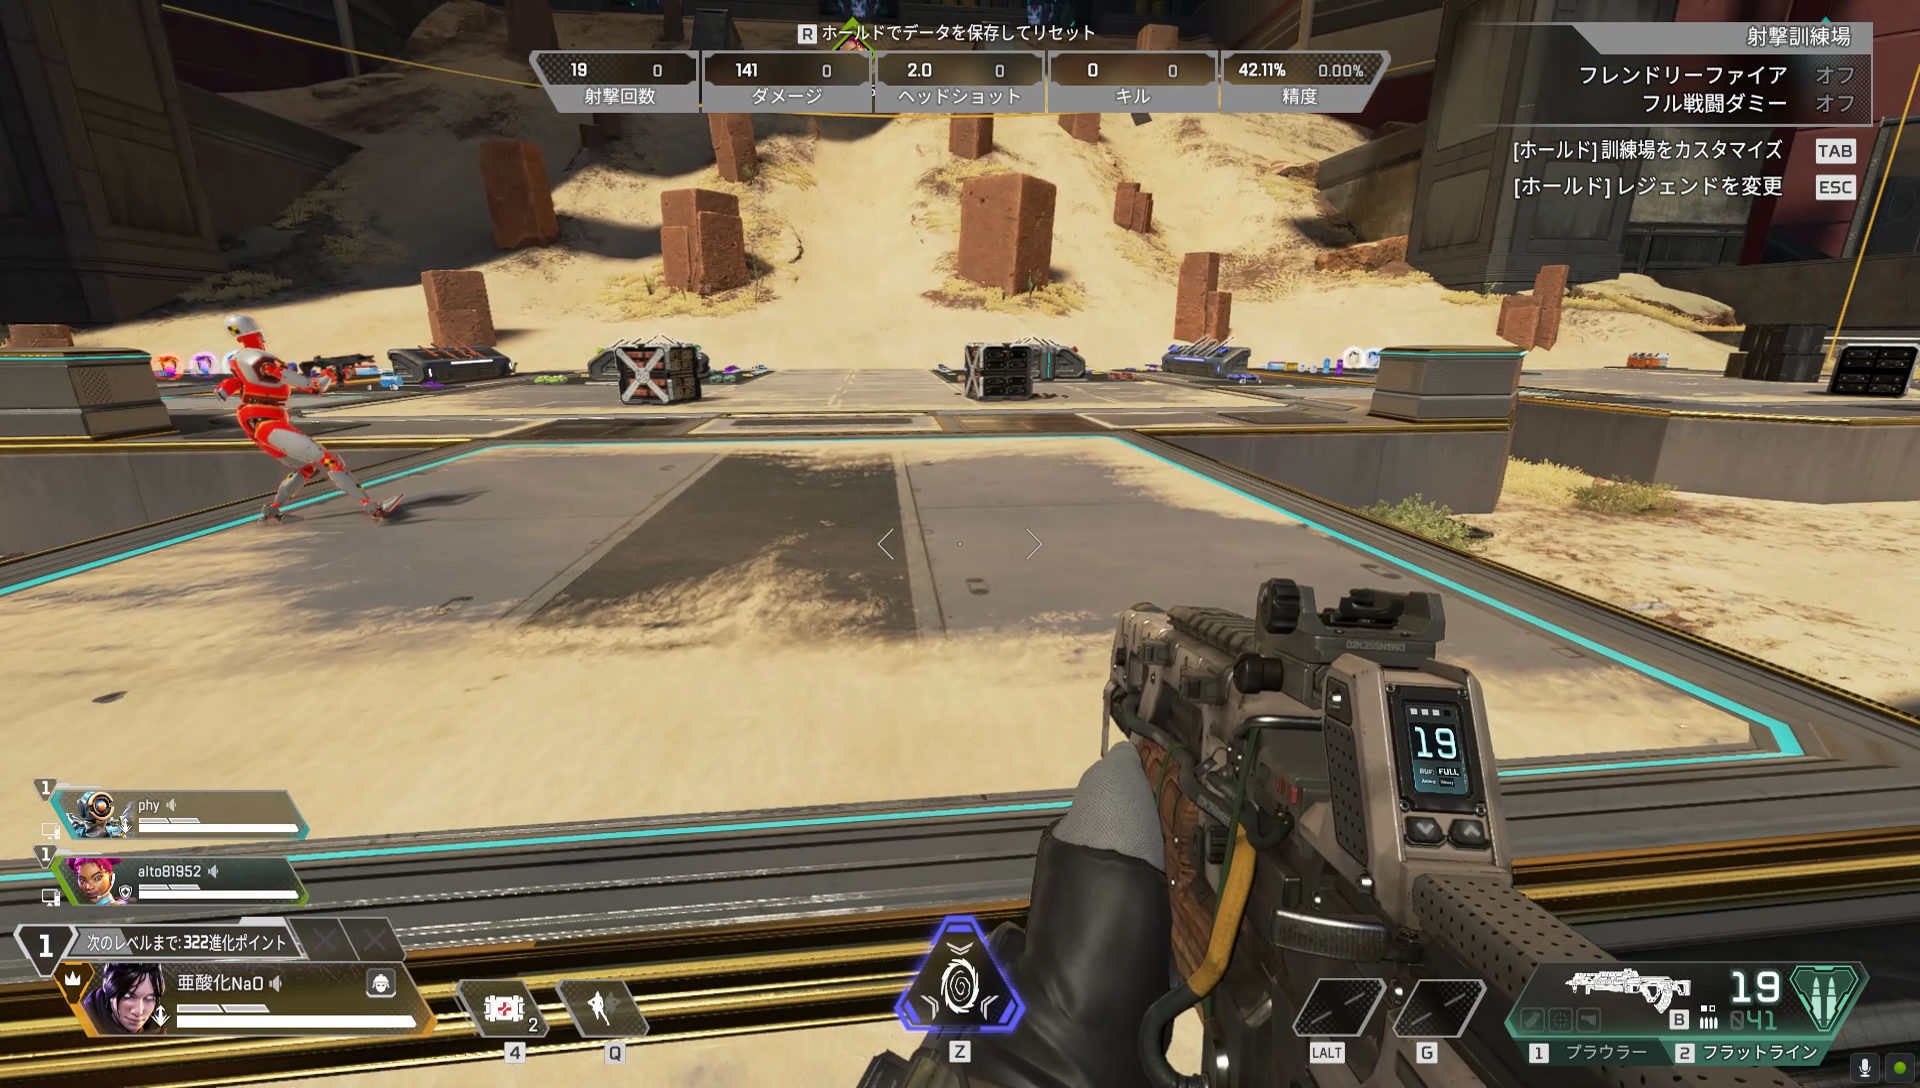 R ホールドでデータを保存してリセット
19 0 141 0 2.0 0 0 0 42.11% 0.00%
射撃回数 ダメージ ヘッドショット キル 精度
射撃訓練場
フレンドリーファイア オフ
フル戦闘ダミー オフ
[ホールド]訓練場をカスタマイズ TAB
[ホールド]レジェンドを変更 ESC
19
FULL
1
phy
1
alto81952
1 次のレベルまで:322進化ポイント
亜酸化NaO
2
4
Q
Z
LALT
G
19
B 041
1 プラウラー 2 フラットライン